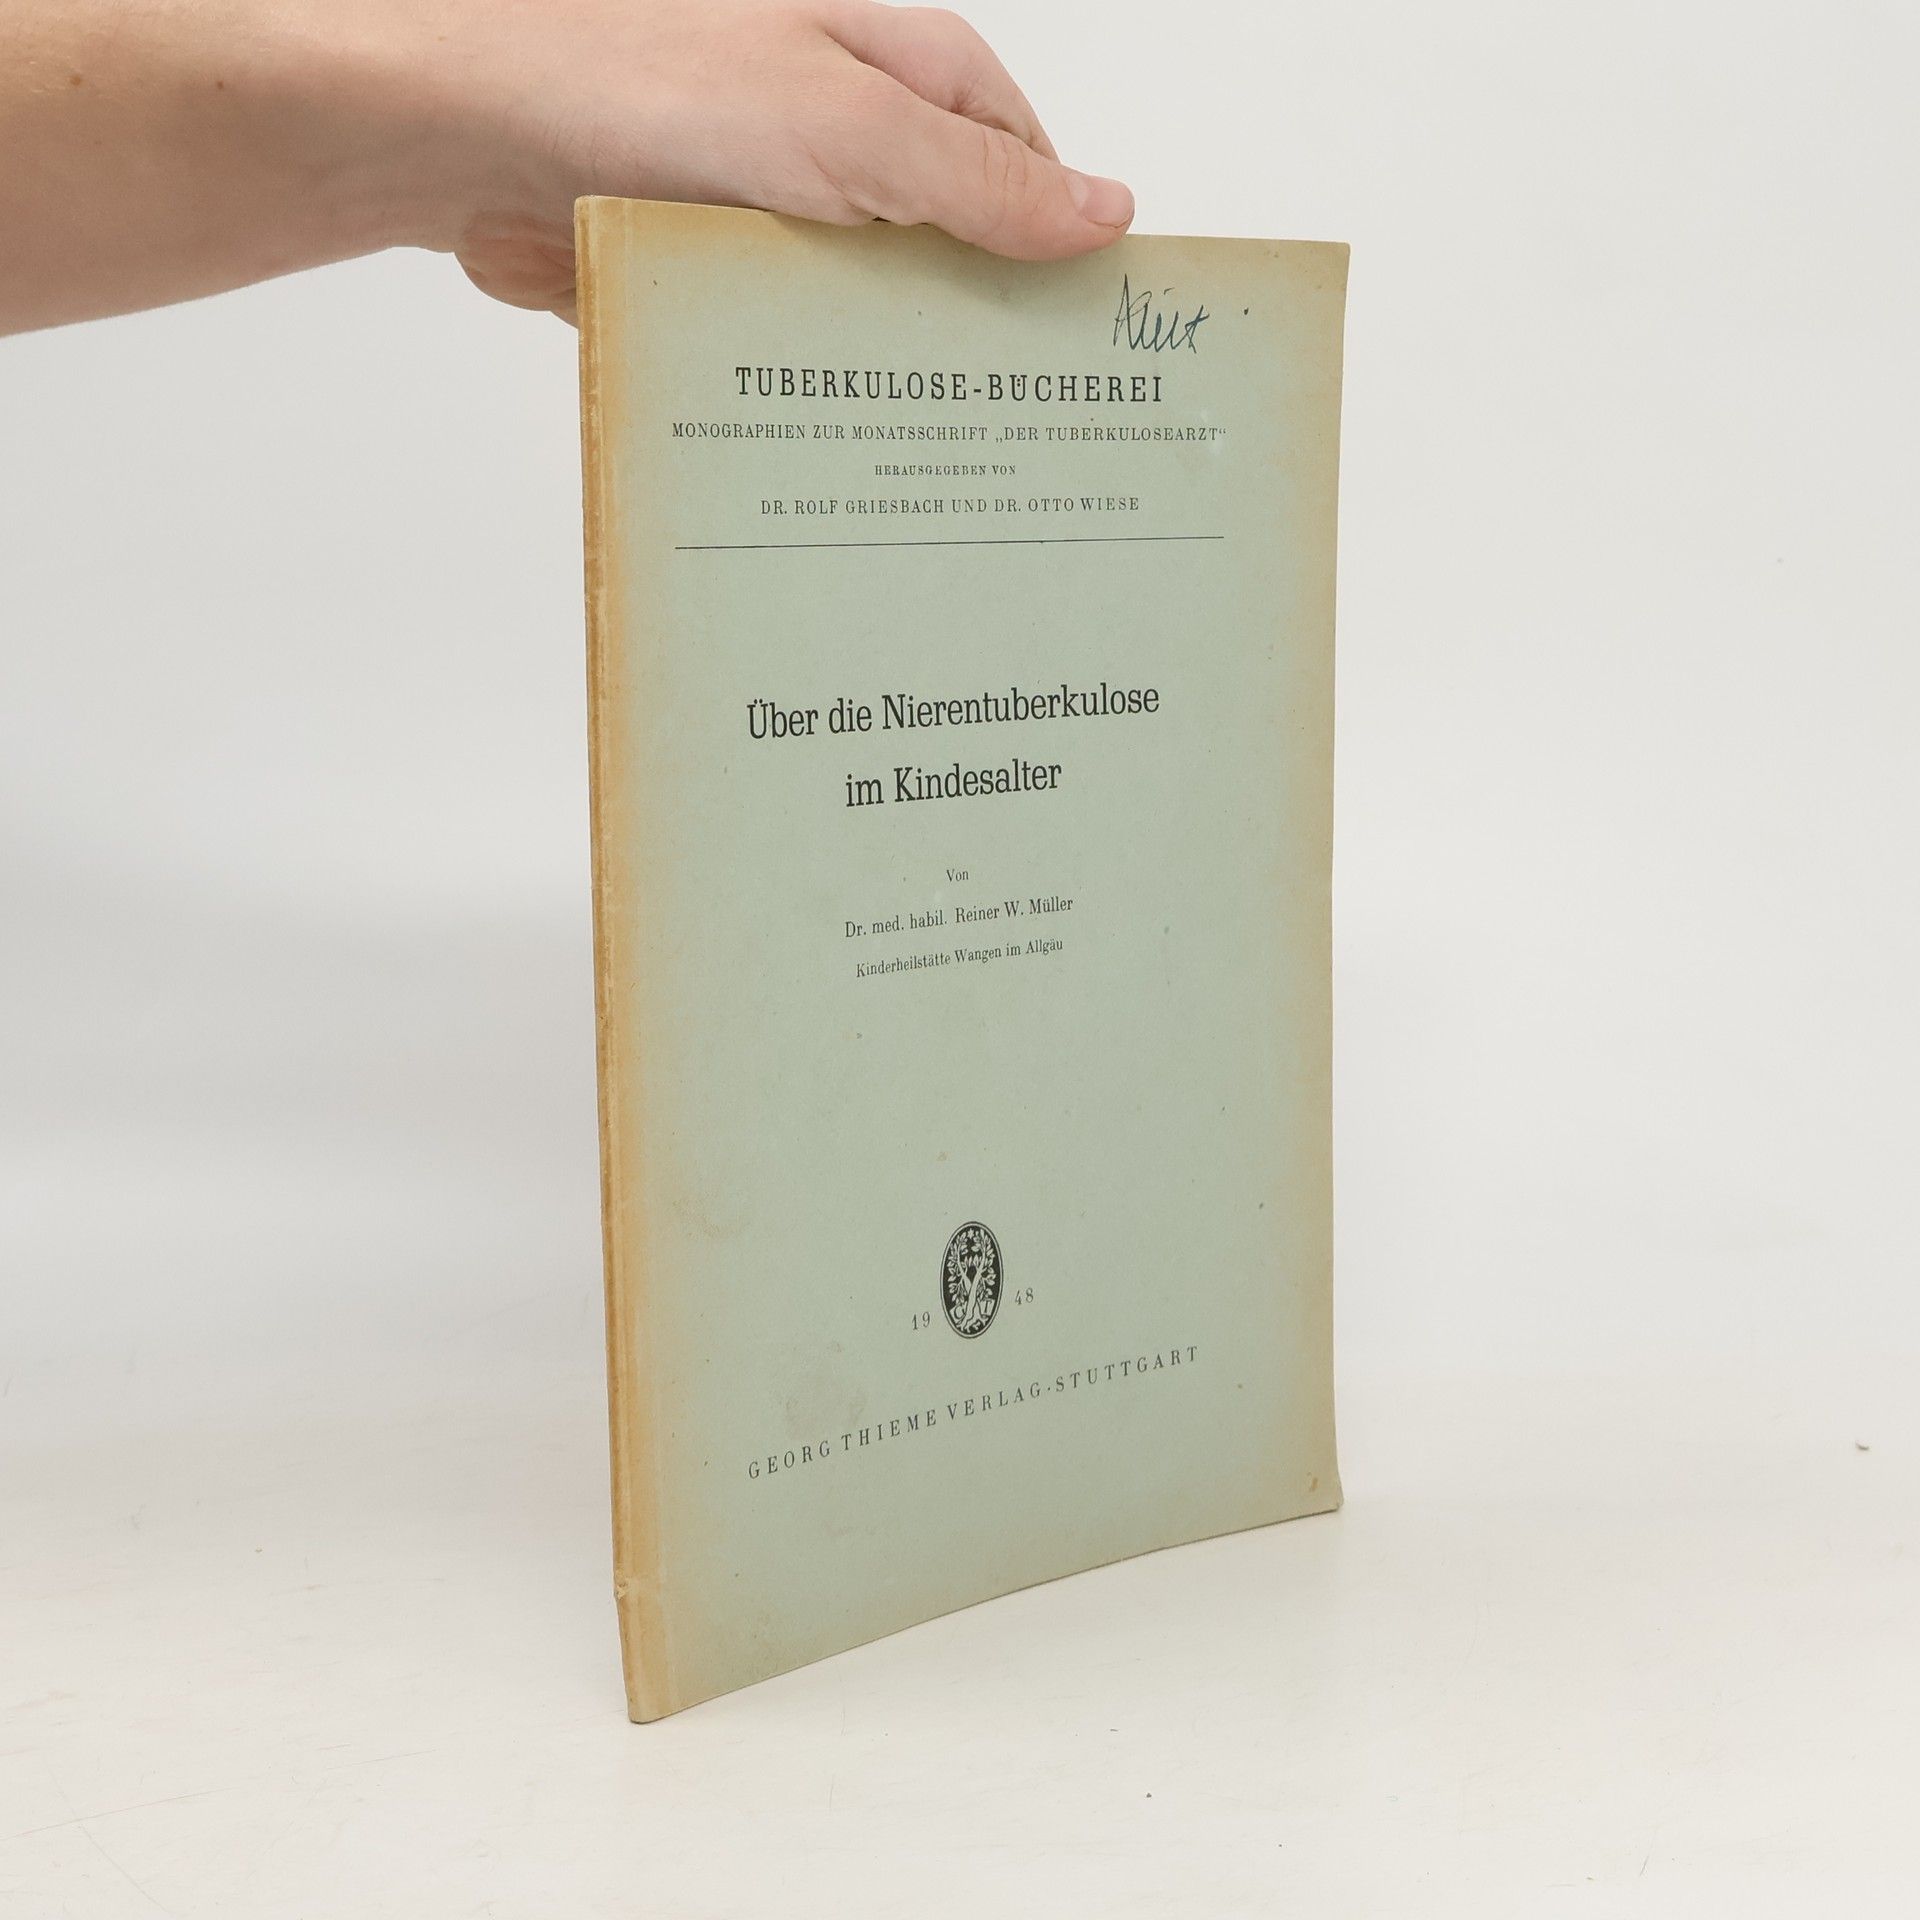 TUBERKULOSE-BÜCHEREI
MONOGRAPHIEN ZUR MONATSSCHRIFT „DER TUBERKULOSEARZT“
HERAUSGEGEBEN VON
DR. ROLF GRIESBACH UND DR. OTTO WIESE
Über die Nierentuberkulose
im Kindesalter
Von
Dr. med. habil. Reiner W. Müller
Kinderheilstätte Wangen im Allgäu
19 GT 48
GEORG THIEME VERLAG · STUTTGART